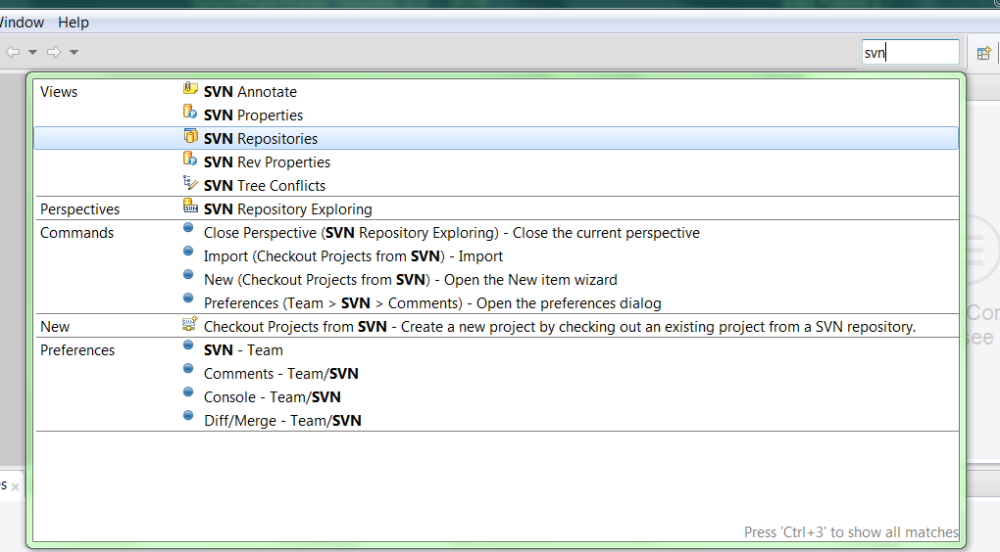 Window Help
svn
Views SVN Annotate
SVN Properties
SVN Repositories
SVN Rev Properties
SVN Tree Conflicts
Perspectives SVN Repository Exploring
Commands Close Perspective (SVN Repository Exploring) - Close the current perspective
Import (Checkout Projects from SVN) - Import
New (Checkout Projects from SVN) - Open the New item wizard
Preferences (Team > SVN > Comments) - Open the preferences dialog
New Checkout Projects from SVN - Create a new project by checking out an existing project from a SVN repository.
Preferences SVN - Team
Comments - Team/SVN
Console - Team/SVN
Diff/Merge - Team/SVN
Press 'Ctrl+3' to show all matches